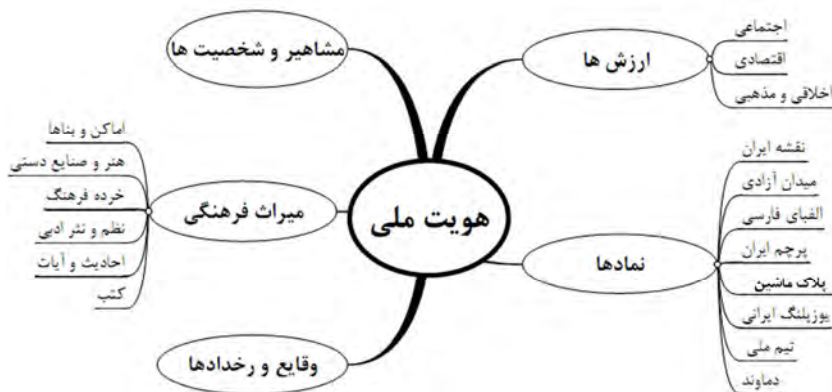 مشاهیر و شخصیت ها
ارزش ها
اجتماعی
اقتصادی
اخلاقی و مذهبی
هویت ملی
میراث فرهنگی
اماکن و بناها
هنر و صنایع دستی
خرده فرهنگ
نظم و نثر ادبی
احادیث و آیات
کتب
نمادها
نقشه ایران
میدان آزادی
الفبای فارسی
پرچم ایران
پلاک ماشین
یوزپلنگ ایرانی
تیم ملی
دماوند
وقایع و رخدادها